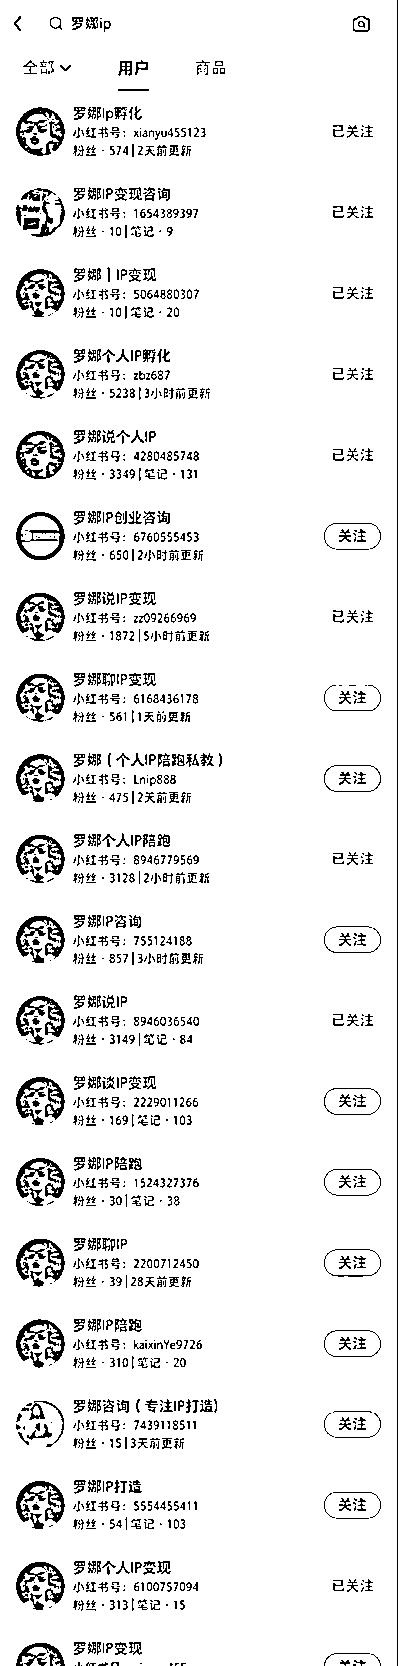 罗娜ip
全部 用户 商品
罗娜Ip孵化
小红书号：xianyu455123
粉丝·574|2天前更新
已关注
罗娜IP变现咨询
小红书号：1654389397
粉丝·10|笔记·9
已关注
罗娜｜IP变现
小红书号：5064880307
粉丝·10|笔记·20
已关注
罗娜个人IP孵化
小红书号：zbz687
粉丝·5238|3小时前更新
已关注
罗娜说个人IP
小红书号：4280485748
粉丝·3349|笔记·131
已关注
罗娜IP创业咨询
小红书号：6760555453
粉丝·650|2小时前更新
关注
罗娜说IP变现
小红书号：zz09266969
粉丝·1872|5小时前更新
已关注
罗娜聊IP变现
小红书号：6168436178
粉丝·561|1天前更新
关注
罗娜（个人IP陪跑私教）
小红书号：Lnip888
粉丝·475|2天前更新
关注
罗娜个人IP陪跑
小红书号：8946779569
粉丝·3128|2小时前更新
已关注
罗娜IP咨询
小红书号：755124188
粉丝·857|3小时前更新
关注
罗娜说IP
小红书号：8946036540
粉丝·3149|笔记·84
已关注
罗娜谈IP变现
小红书号：2229011266
粉丝·169|笔记·103
关注
罗娜IP陪跑
小红书号：1524327376
粉丝·30|笔记·38
关注
罗娜聊IP
小红书号：2200712450
粉丝·39|28天前更新
关注
罗娜IP陪跑
小红书号：kaixinYe9726
粉丝·310|笔记·20
关注
罗娜咨询（专注IP打造）
小红书号：7439118511
粉丝·15|3天前更新
关注
罗娜IP打造
小红书号：5554455411
粉丝·54|笔记·103
关注
罗娜个人IP变现
小红书号：6100757094
粉丝·313|笔记·15
已关注
罗娜IP变现